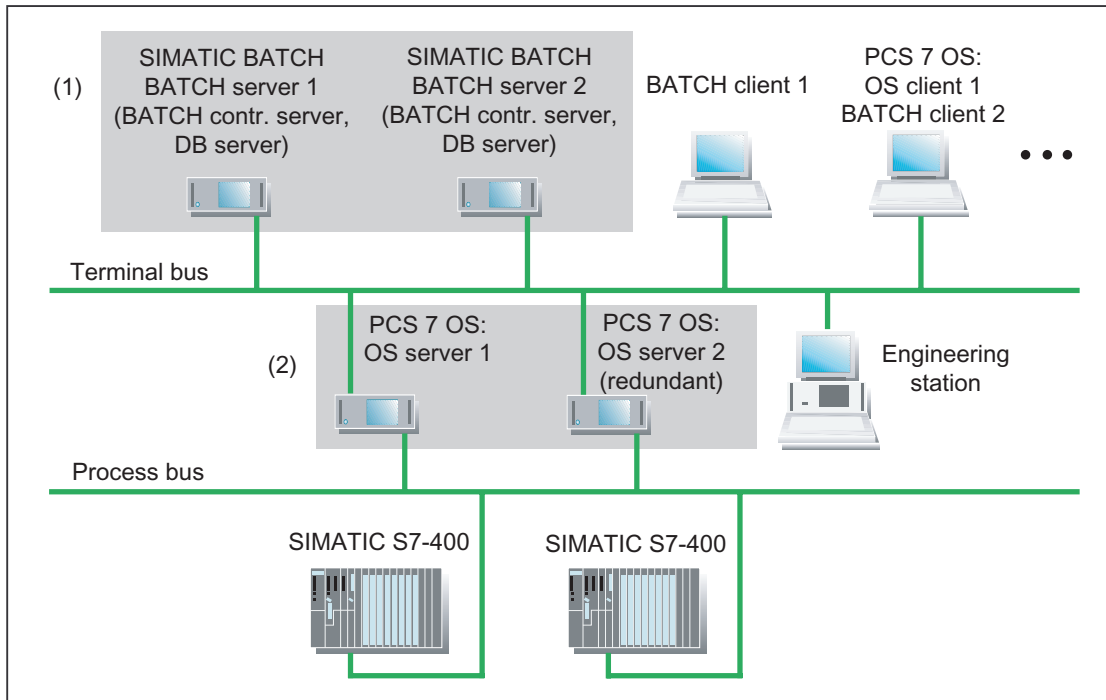 (1)
SIMATIC BATCH
BATCH server 1
(BATCH contr. server,
DB server)
SIMATIC BATCH
BATCH server 2
(BATCH contr. server,
DB server)
BATCH client 1
PCS 7 OS:
OS client 1
BATCH client 2
Terminal bus
(2)
PCS 7 OS:
OS server 1
PCS 7 OS:
OS server 2
(redundant)
Engineering
station
Process bus
SIMATIC S7-400
SIMATIC S7-400